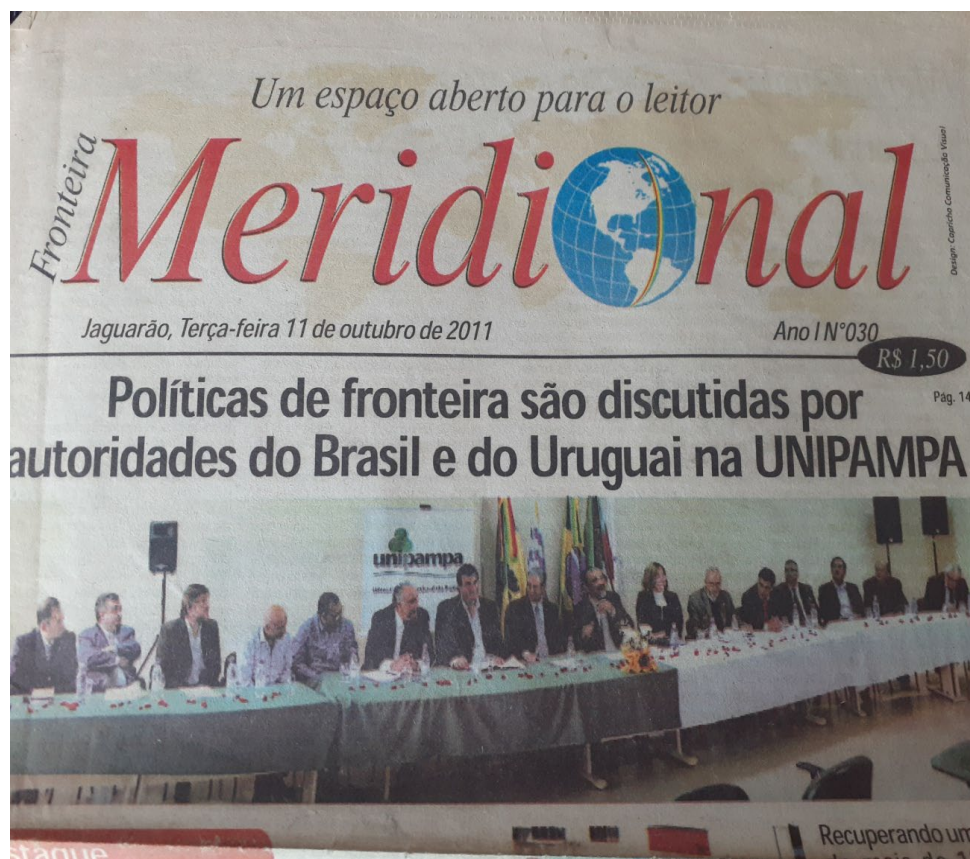 Um espaço aberto para o leitor
Fronteira
Meridional
Design: Capricho Comunicação Visual
Jaguarão, Terça-feira 11 de outubro de 2011
Ano I N°030
R$ 1,50
Políticas de fronteira são discutidas por
Pág. 14
autoridades do Brasil e do Uruguai na UNIPAMPA
unipampa
staque
Recuperando um